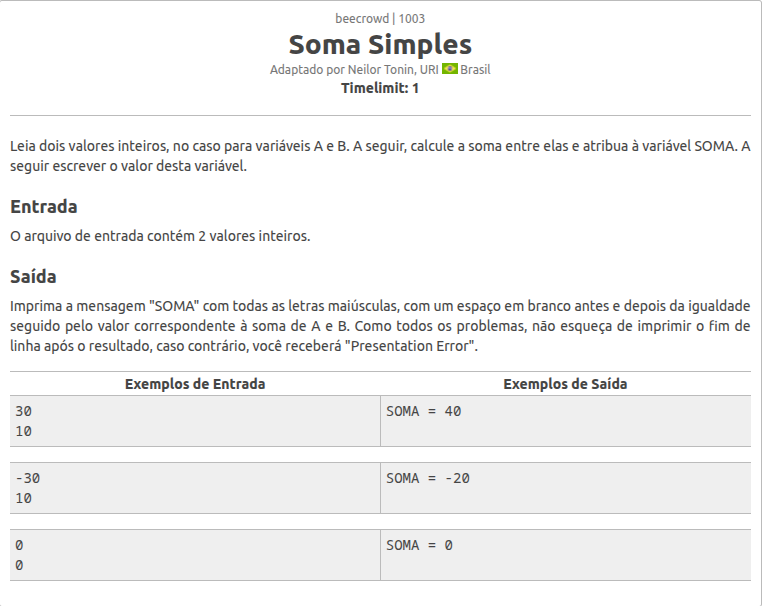 beecrowd | 1003
Soma Simples
Adaptado por Neilor Tonin, URI Brasil
Timelimit: 1
Leia dois valores inteiros, no caso para variáveis A e B. A seguir, calcule a soma entre elas e atribua à variável SOMA. A
seguir escrever o valor desta variável.
Entrada
O arquivo de entrada contém 2 valores inteiros.
Saída
Imprima a mensagem "SOMA" com todas as letras maiúsculas, com um espaço em branco antes e depois da igualdade
seguido pelo valor correspondente à soma de A e B. Como todos os problemas, não esqueça de imprimir o fim de
linha após o resultado, caso contrário, você receberá "Presentation Error".
Exemplos de Entrada Exemplos de Saída
30 SOMA = 40
10
-30 SOMA = -20
10
0 SOMA = 0
0